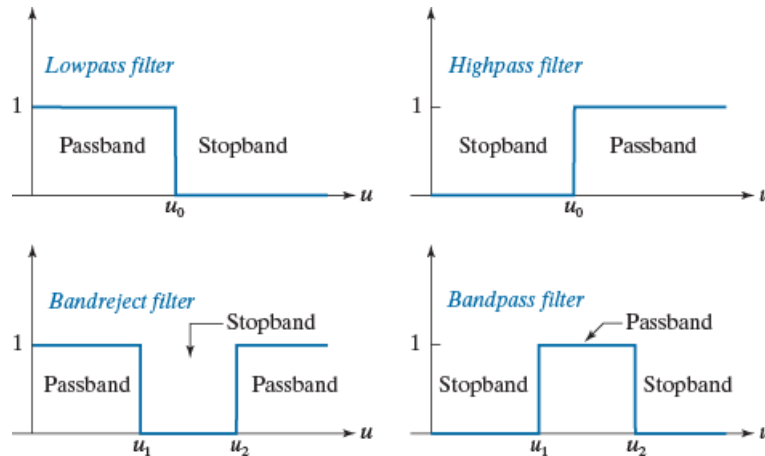 Lowpass filter
1
Passband
Stopband
u
u₀
Highpass filter
1
Stopband
Passband
u
u₀
Bandreject filter
Stopband
1
Passband
Passband
u
u₁
u₂
Bandpass filter
Passband
1
Stopband
Stopband
u
u₁
u₂